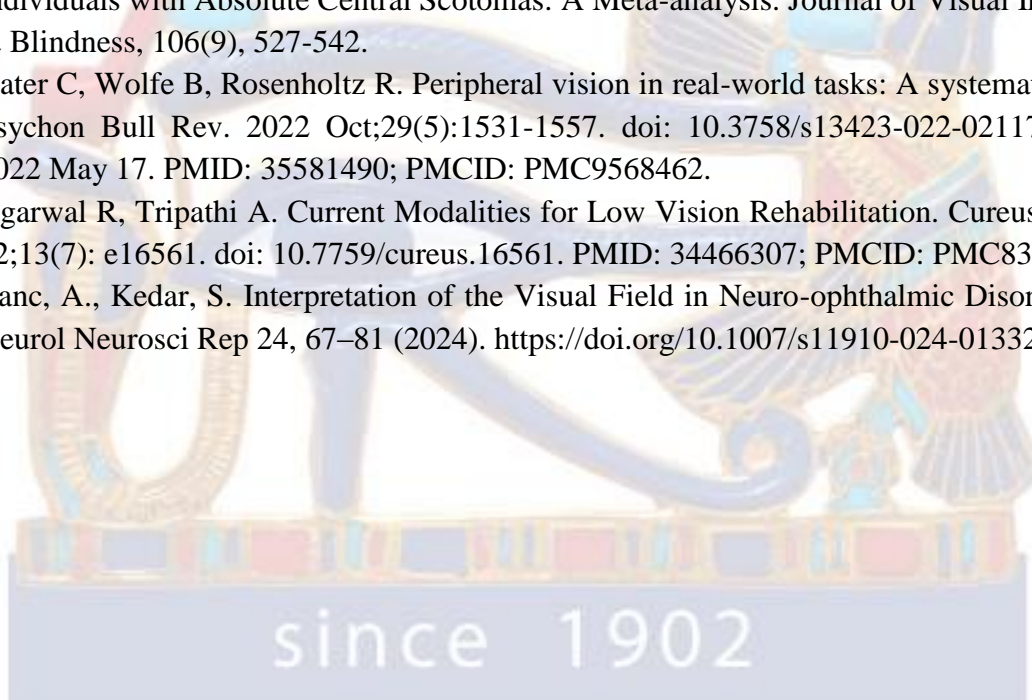 ndividuals with Absolute Central Scotomas: A Meta-analysis. Journal of Visual
Blindness, 106(9), 527-542.
ater C, Wolfe B, Rosenholtz R. Peripheral vision in real-world tasks: A systemat
sychon Bull Rev. 2022 Oct;29(5):1531-1557. doi: 10.3758/s13423-022-02117
022 May 17. PMID: 35581490; PMCID: PMC9568462.
garwal R, Tripathi A. Current Modalities for Low Vision Rehabilitation. Cureus
2;13(7): e16561. doi: 10.7759/cureus.16561. PMID: 34466307; PMCID: PMC83
anc, A., Kedar, S. Interpretation of the Visual Field in Neuro-ophthalmic Disor
eurol Neurosci Rep 24, 67–81 (2024). https://doi.org/10.1007/s11910-024-01332
since 1902